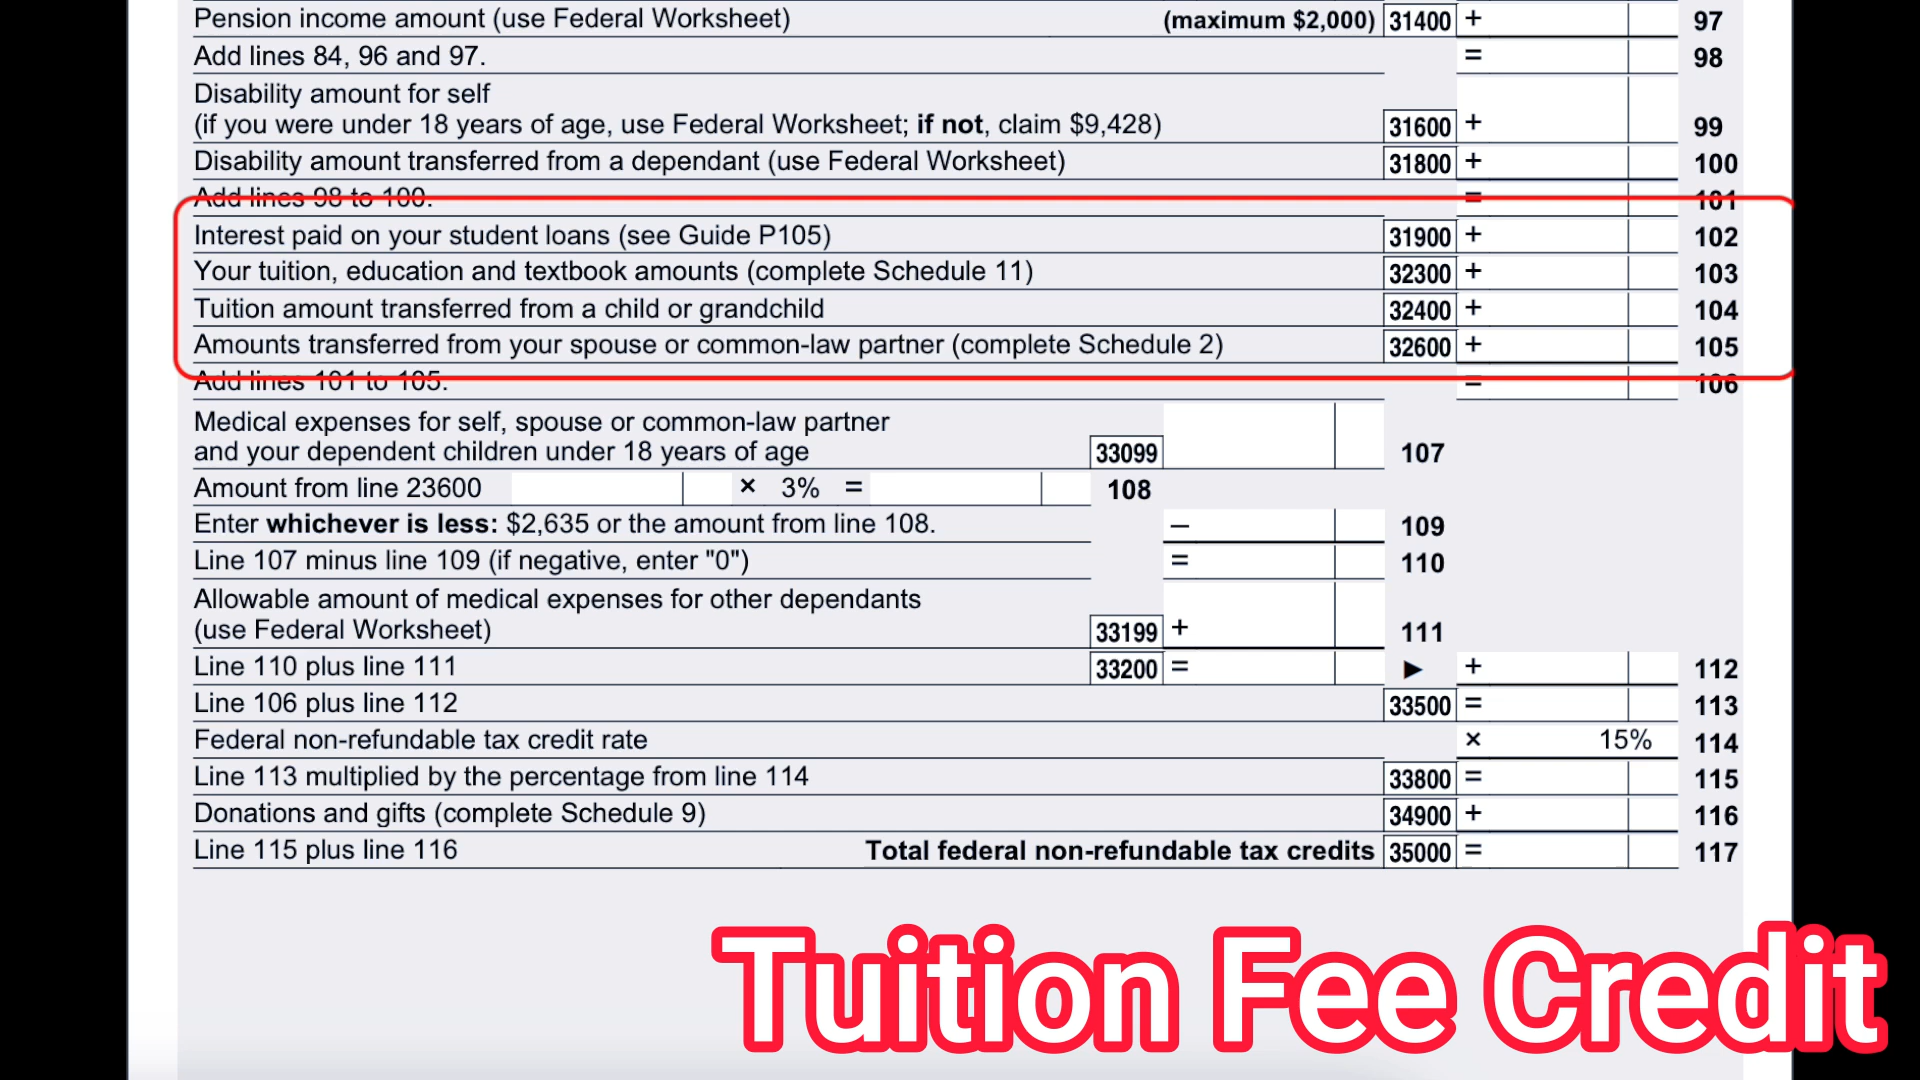 Pension income amount (use Federal Worksheet) (maximum $2,000) 31400 + 97
Add lines 84, 96 and 97. = 98
Disability amount for self
(if you were under 18 years of age, use Federal Worksheet; if not, claim $9,428) 31600 + 99
Disability amount transferred from a dependant (use Federal Worksheet) 31800 + 100
Add lines 98 to 100. = 101
Interest paid on your student loans (see Guide P105) 31900 + 102
Your tuition, education and textbook amounts (complete Schedule 11) 32300 + 103
Tuition amount transferred from a child or grandchild 32400 + 104
Amounts transferred from your spouse or common-law partner (complete Schedule 2) 32600 + 105
Add lines 101 to 105. = 106
Medical expenses for self, spouse or common-law partner
and your dependent children under 18 years of age 33099 107
Amount from line 23600 × 3% = 108
Enter whichever is less: $2,635 or the amount from line 108. – 109
Line 107 minus line 109 (if negative, enter "0") = 110
Allowable amount of medical expenses for other dependants
(use Federal Worksheet) 33199 + 111
Line 110 plus line 111 33200 = ► + 112
Line 106 plus line 112 33500 = 113
Federal non-refundable tax credit rate × 15% 114
Line 113 multiplied by the percentage from line 114 33800 = 115
Donations and gifts (complete Schedule 9) 34900 + 116
Line 115 plus line 116 Total federal non-refundable tax credits 35000 = 117
Tuition Fee Credit